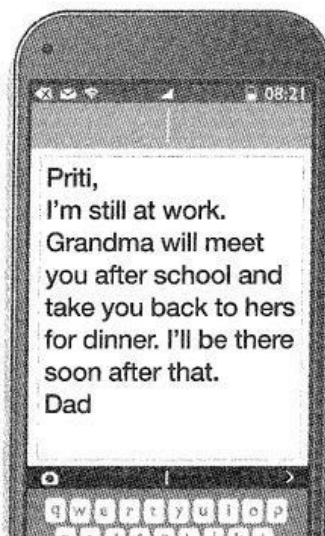 08:21
Priti,
I'm still at work.
Grandma will meet
you after school and
take you back to hers
for dinner. I'll be there
soon after that.
Dad
q w e r t y u i o p